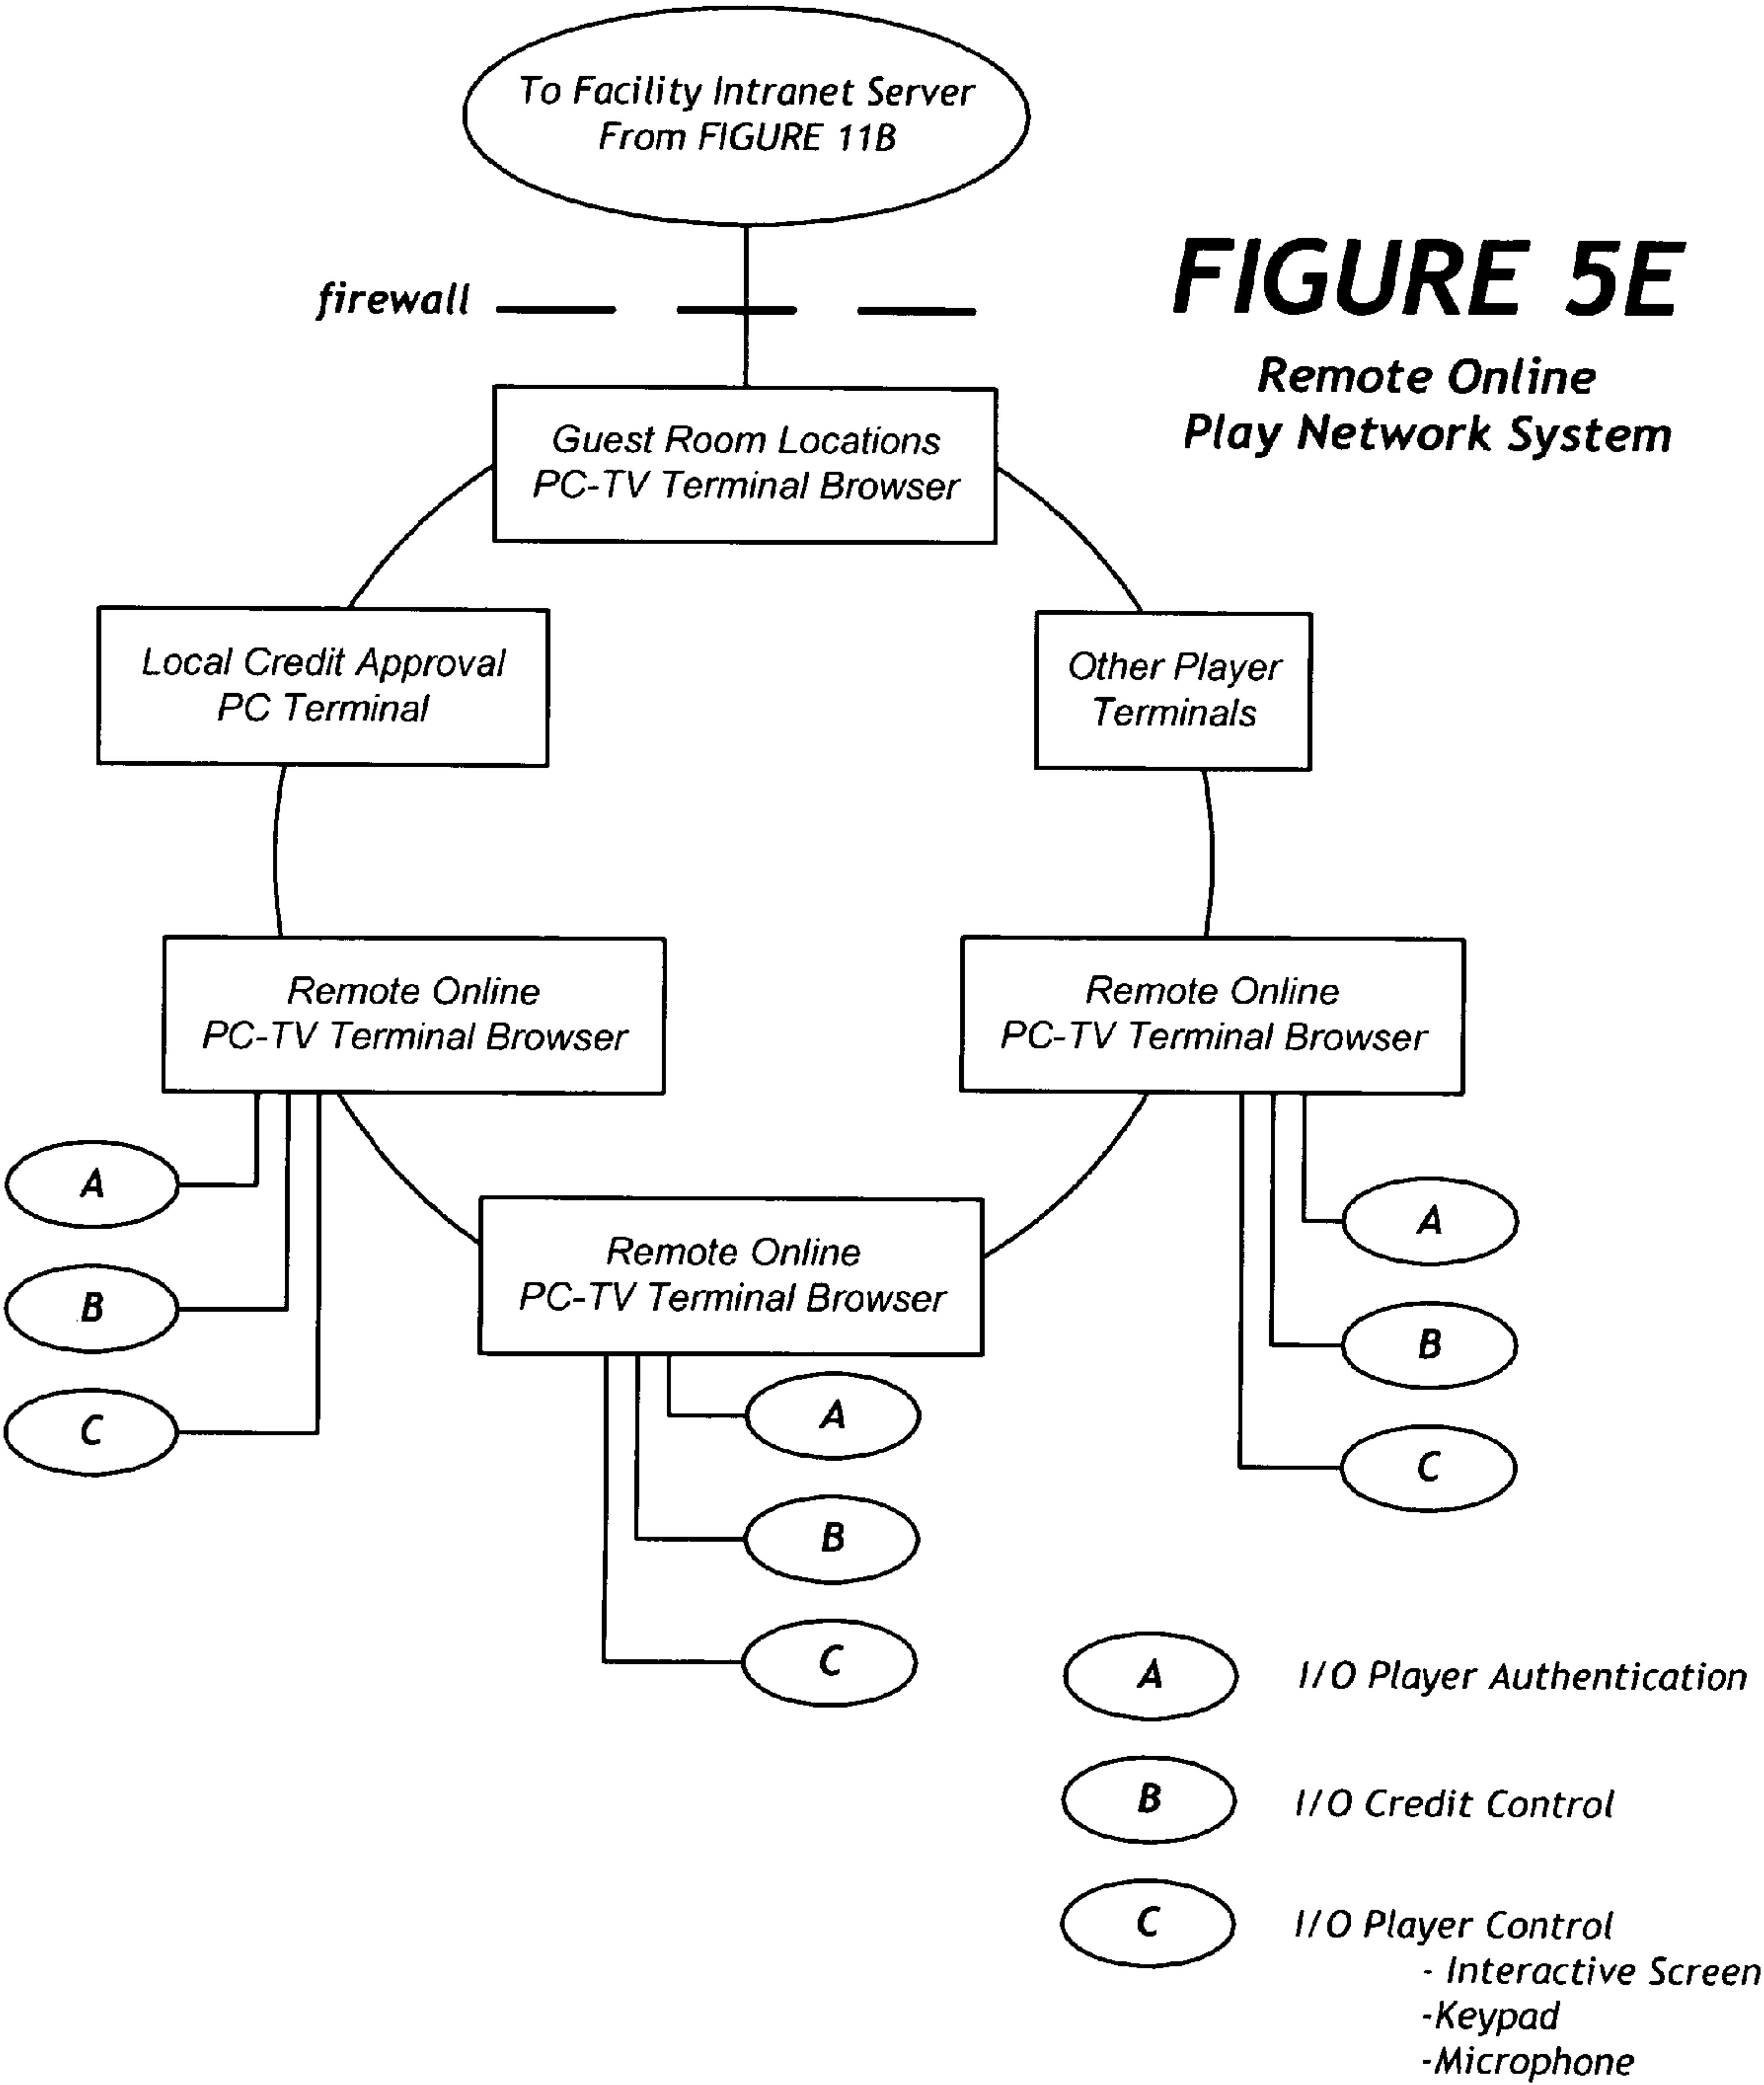 To Facility Intranet Server
From FIGURE 11B
firewall
FIGURE 5E
Remote Online
Play Network System
Guest Room Locations
PC-TV Terminal Browser
Local Credit Approval
PC Terminal
Other Player
Terminals
Remote Online
PC-TV Terminal Browser
Remote Online
PC-TV Terminal Browser
A
B
C
Remote Online
PC-TV Terminal Browser
A
B
C
A
B
C
A I/O Player Authentication
B I/O Credit Control
C I/O Player Control
- Interactive Screen
-Keypad
-Microphone